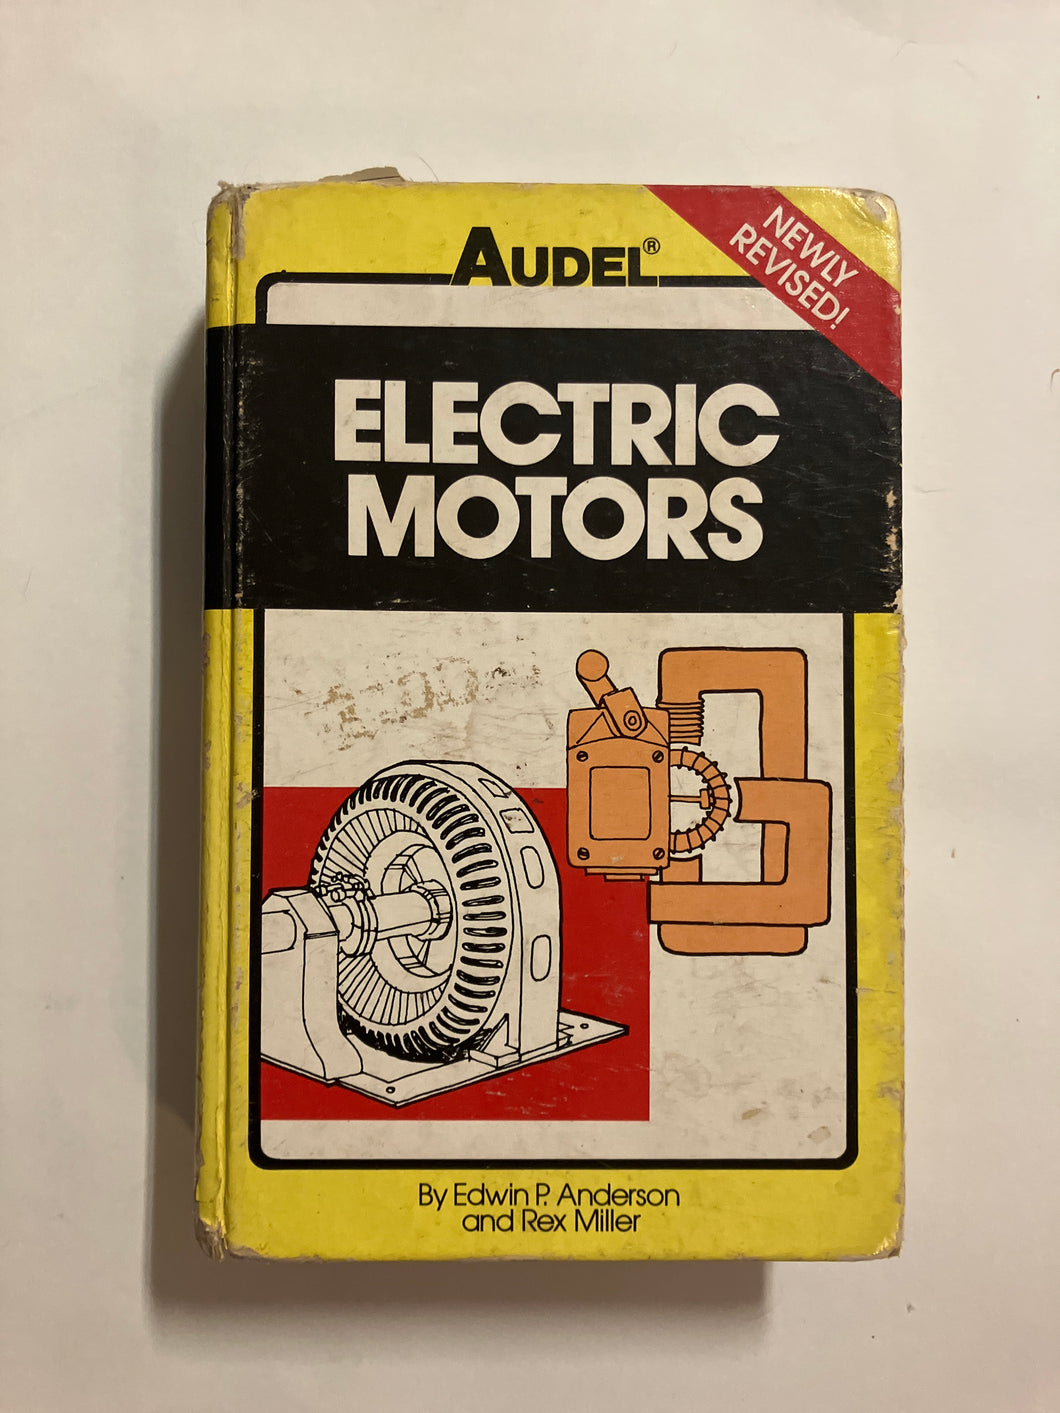 AUDEL®
NEWLY
REVISED!
ELECTRIC
MOTORS
By Edwin P. Anderson
and Rex Miller